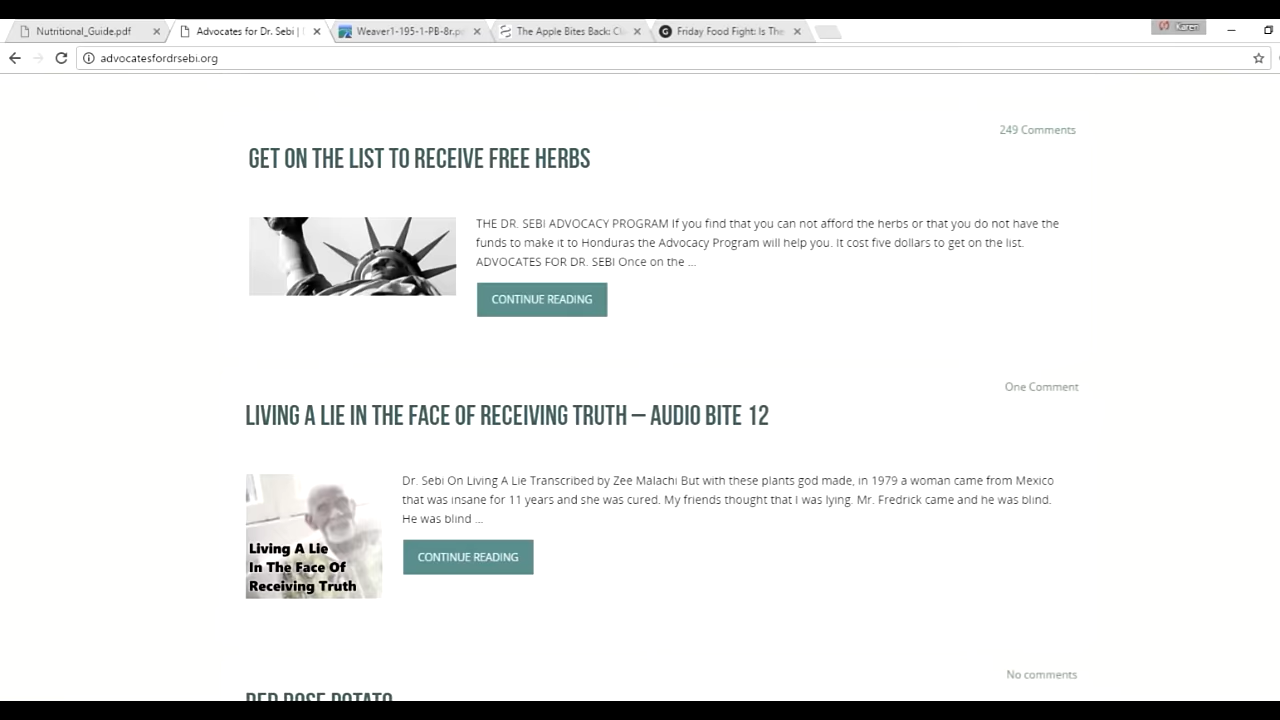 Nutritional_Guide.pdf
Advocates for Dr. Sebi |
Weaver1-195-1-PB-8r.p
The Apple Bites Back: Cl
Friday Food Fight: Is The
Karen
advocatesfordrsebi.org
249 Comments
GET ON THE LIST TO RECEIVE FREE HERBS
THE DR. SEBI ADVOCACY PROGRAM If you find that you can not afford the herbs or that you do not have the
funds to make it to Honduras the Advocacy Program will help you. It cost five dollars to get on the list.
ADVOCATES FOR DR. SEBI Once on the ...
CONTINUE READING
One Comment
LIVING A LIE IN THE FACE OF RECEIVING TRUTH – AUDIO BITE 12
Dr. Sebi On Living A Lie Transcribed by Zee Malachi But with these plants god made, in 1979 a woman came from Mexico
that was insane for 11 years and she was cured. My friends thought that I was lying. Mr. Fredrick came and he was blind.
He was blind ...
Living A Lie
In The Face Of
Receiving Truth
CONTINUE READING
No comments
RED ROSE POTATO